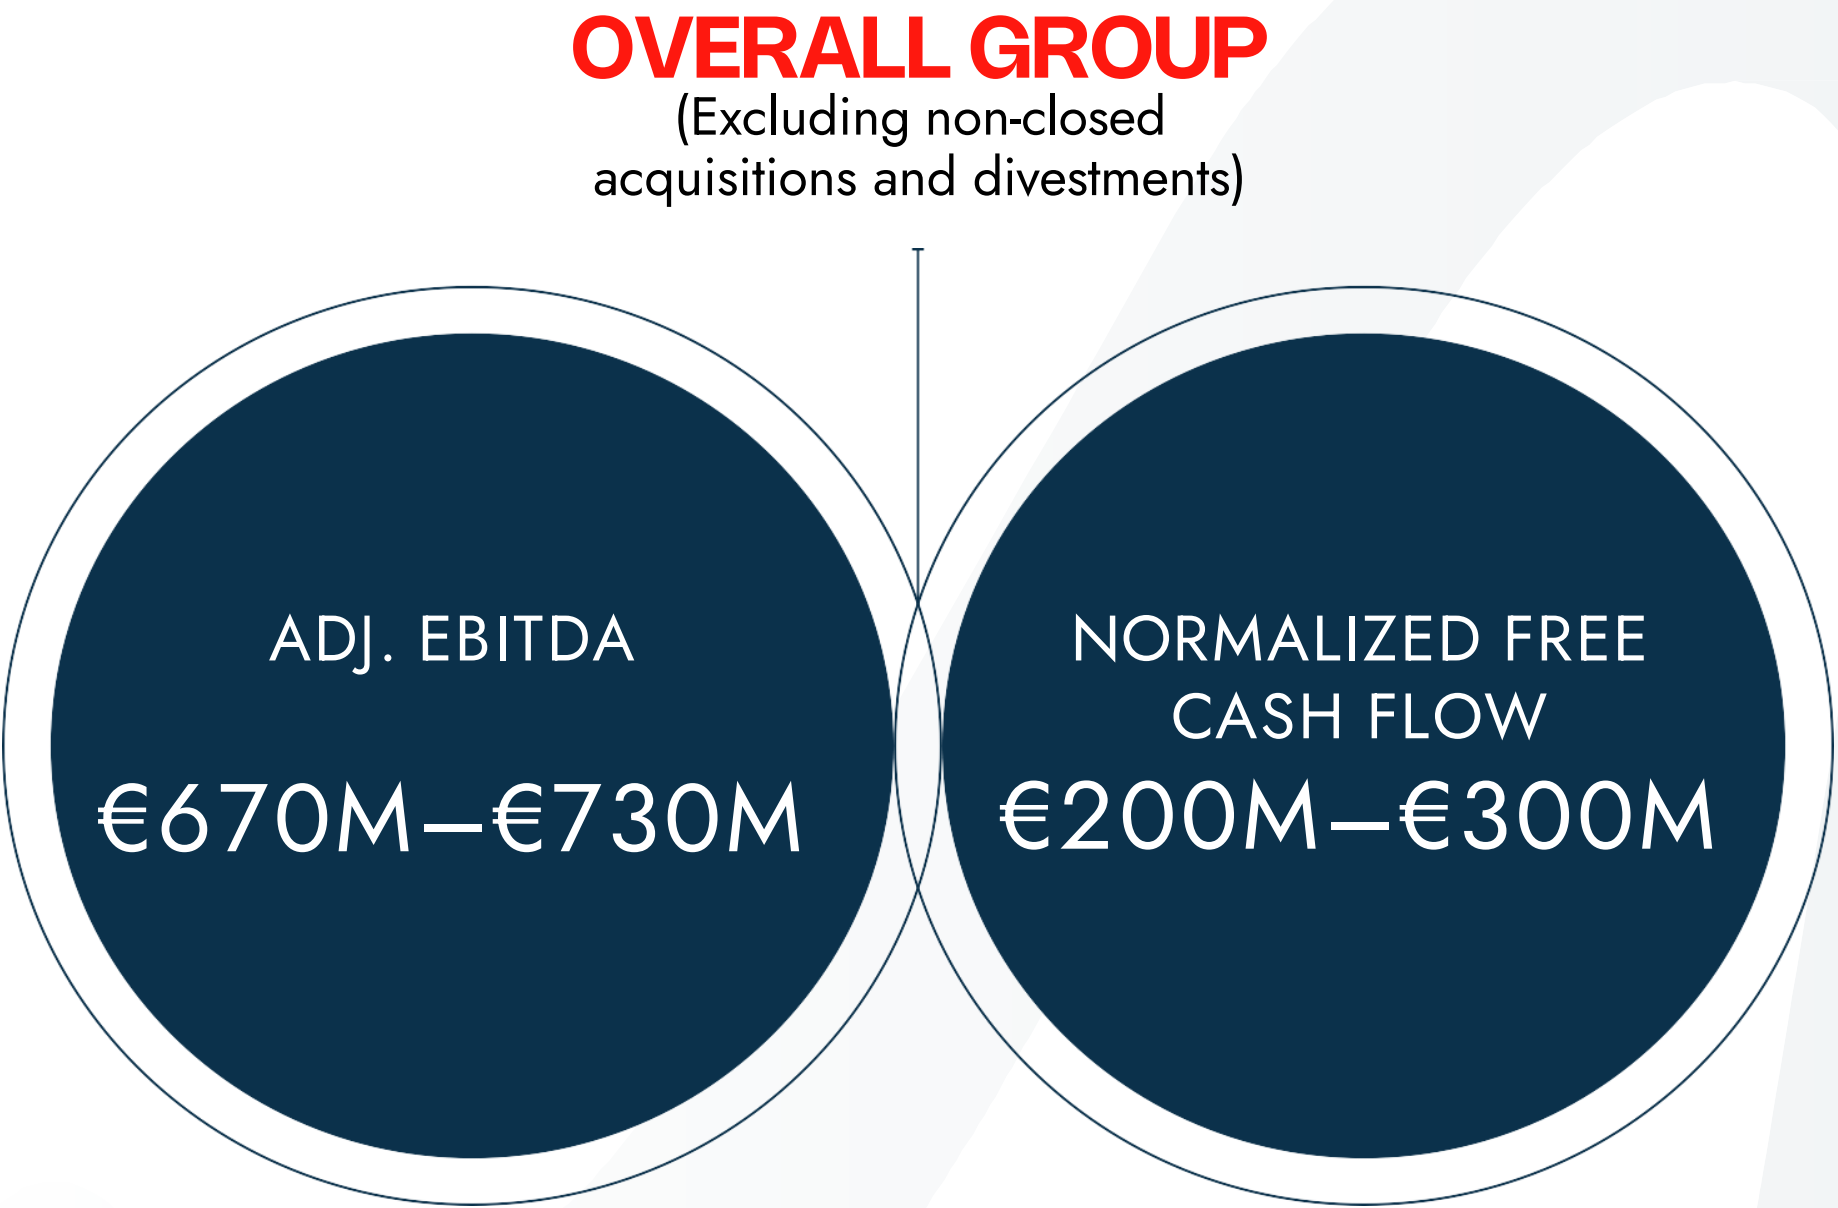 OVERALL GROUP
(Excluding non-closed
acquisitions and divestments)
ADJ. EBITDA
€670M–€730M
NORMALIZED FREE
CASH FLOW
€200M–€300M